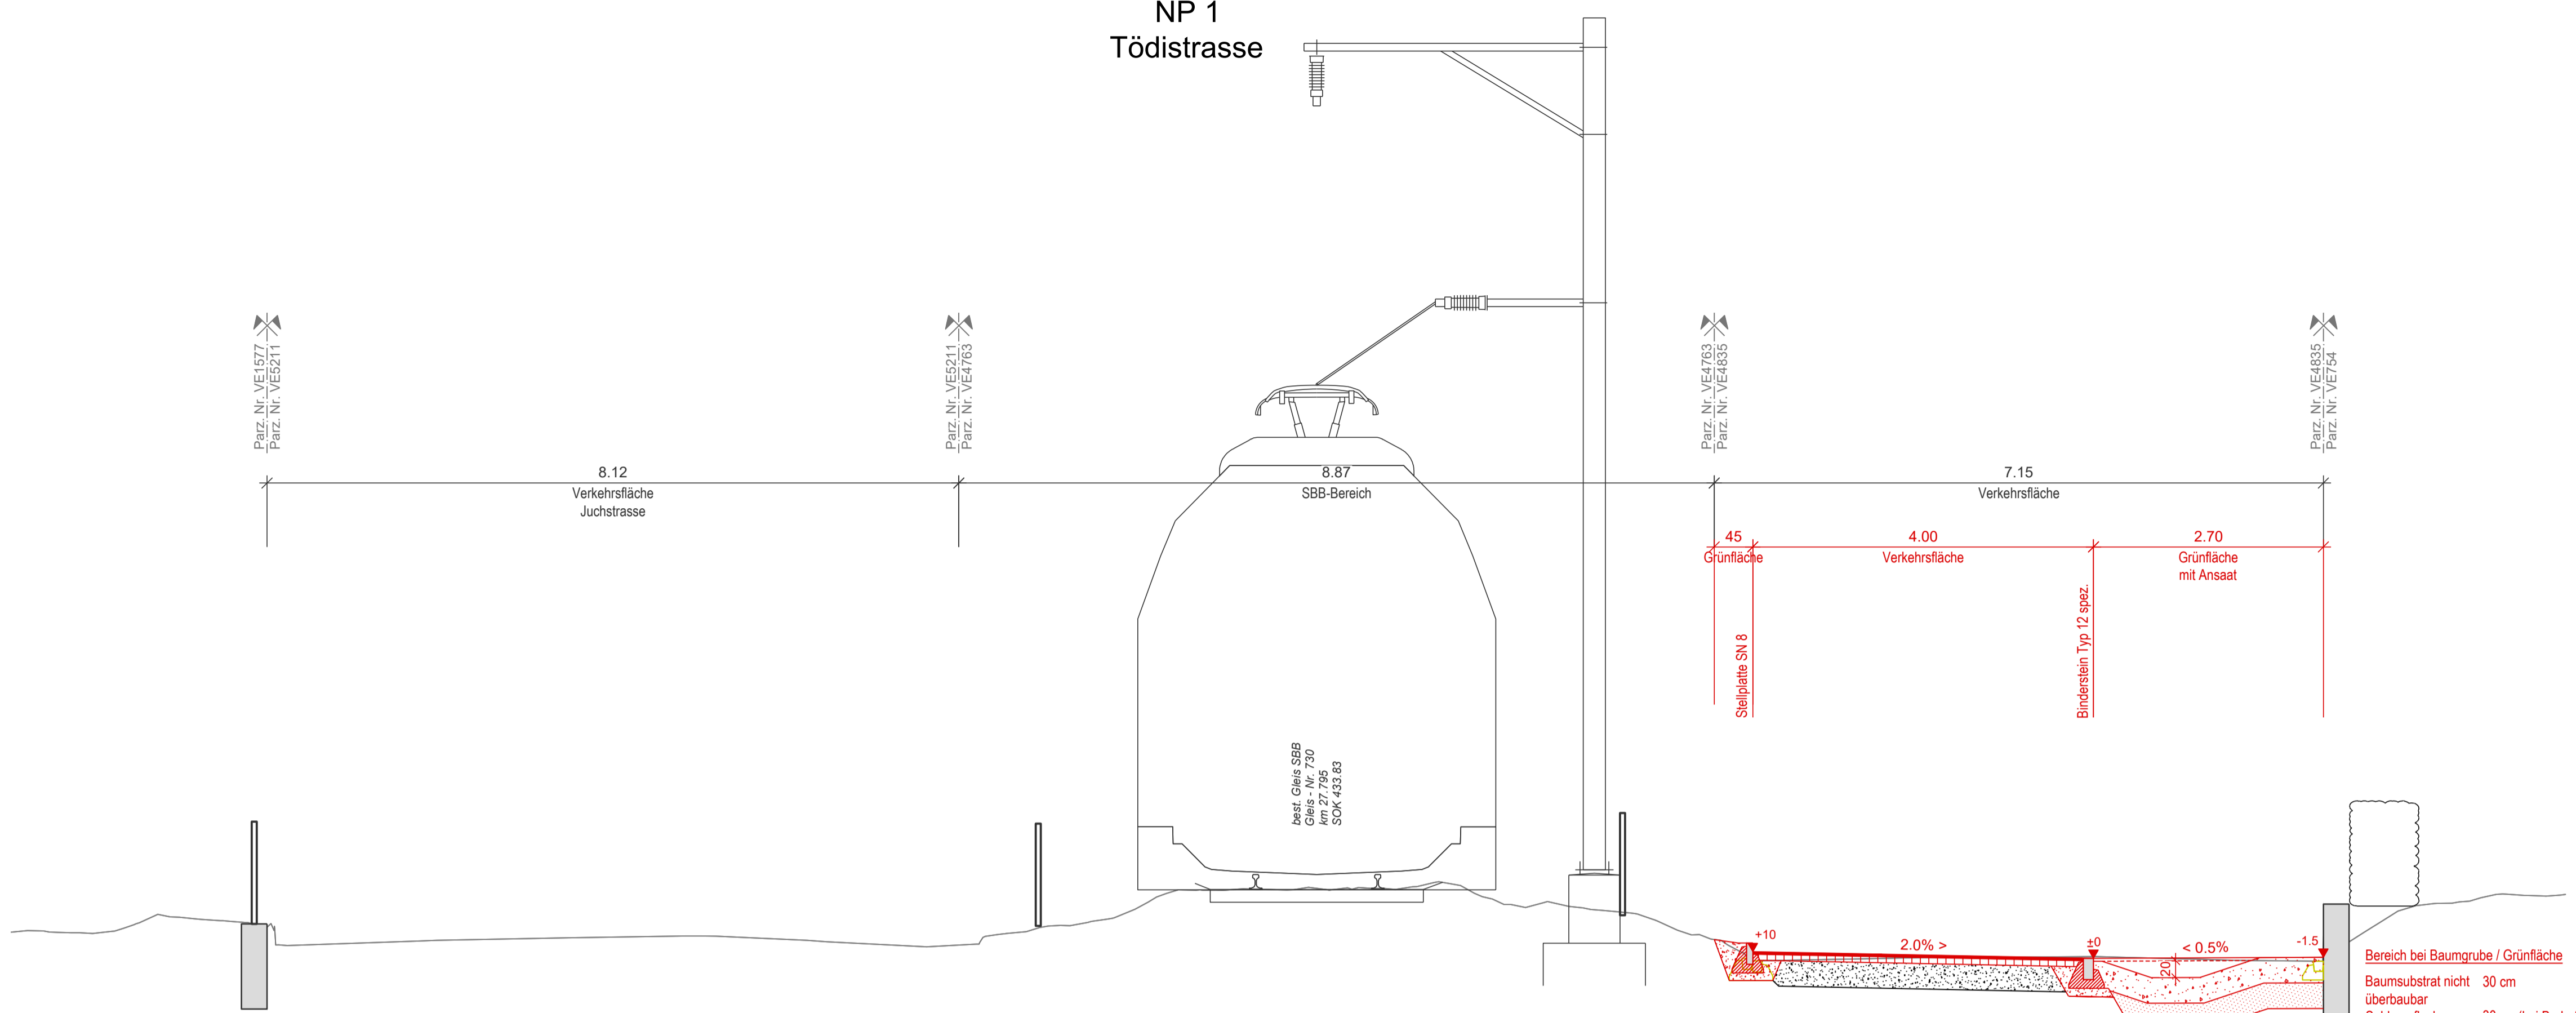 NP 1
Tödistrasse
Parz. Nr. VE1577
Parz. Nr. VE5211
Parz. Nr. VE5211
Parz. Nr. VE4763
Parz. Nr. VE4763
Parz. Nr. VE4835
Parz. Nr. VE4835
Parz. Nr. VE754
8.12
Verkehrsfläche
Juchstrasse
8.87
SBB-Bereich
7.15
Verkehrsfläche
45
Grünfläche
4.00
Verkehrsfläche
2.70
Grünfläche
mit Ansaat
Stellplatte SN 8
Binderstein Typ 12 spez.
best. Gleis SBB
Gleis - Nr. 730
km 27.795
SOK 433.83
+10
2.0% >
±0
< 0.5%
-1.5
20
Bereich bei Baumgrube / Grünfläche
Baumsubstrat nicht 30 cm
überbaubar